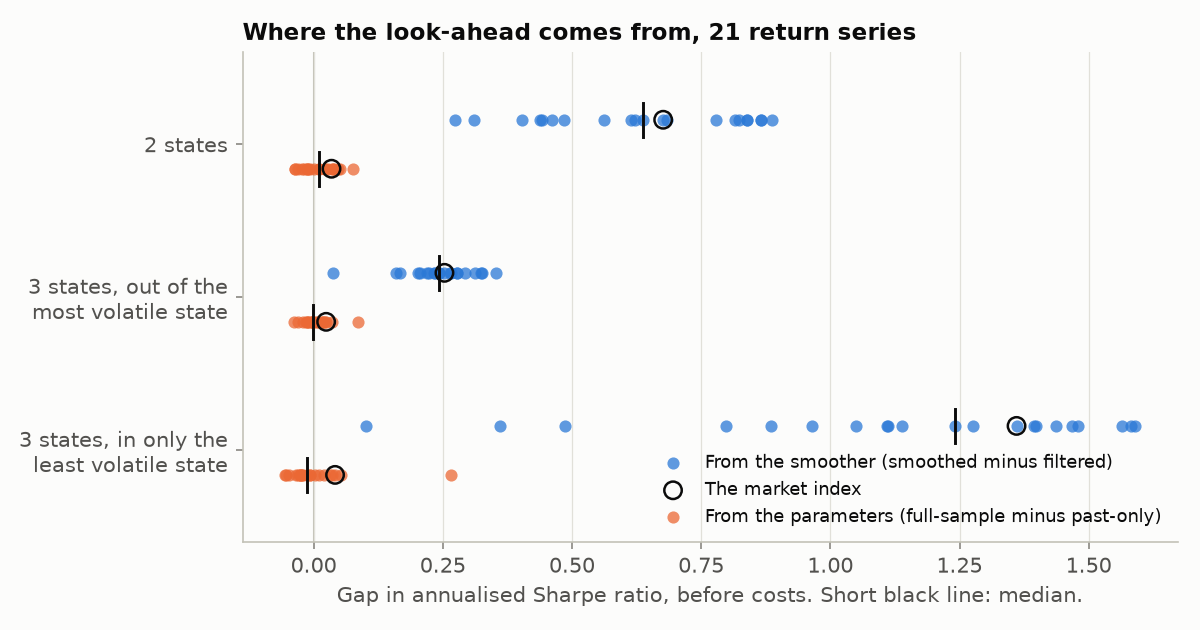 Where the look-ahead comes from, 21 return series
2 states
3 states, out of the
most volatile state
3 states, in only the
least volatile state
From the smoother (smoothed minus filtered)
The market index
From the parameters (full-sample minus past-only)
0.00 0.25 0.50 0.75 1.00 1.25 1.50
Gap in annualised Sharpe ratio, before costs. Short black line: median.